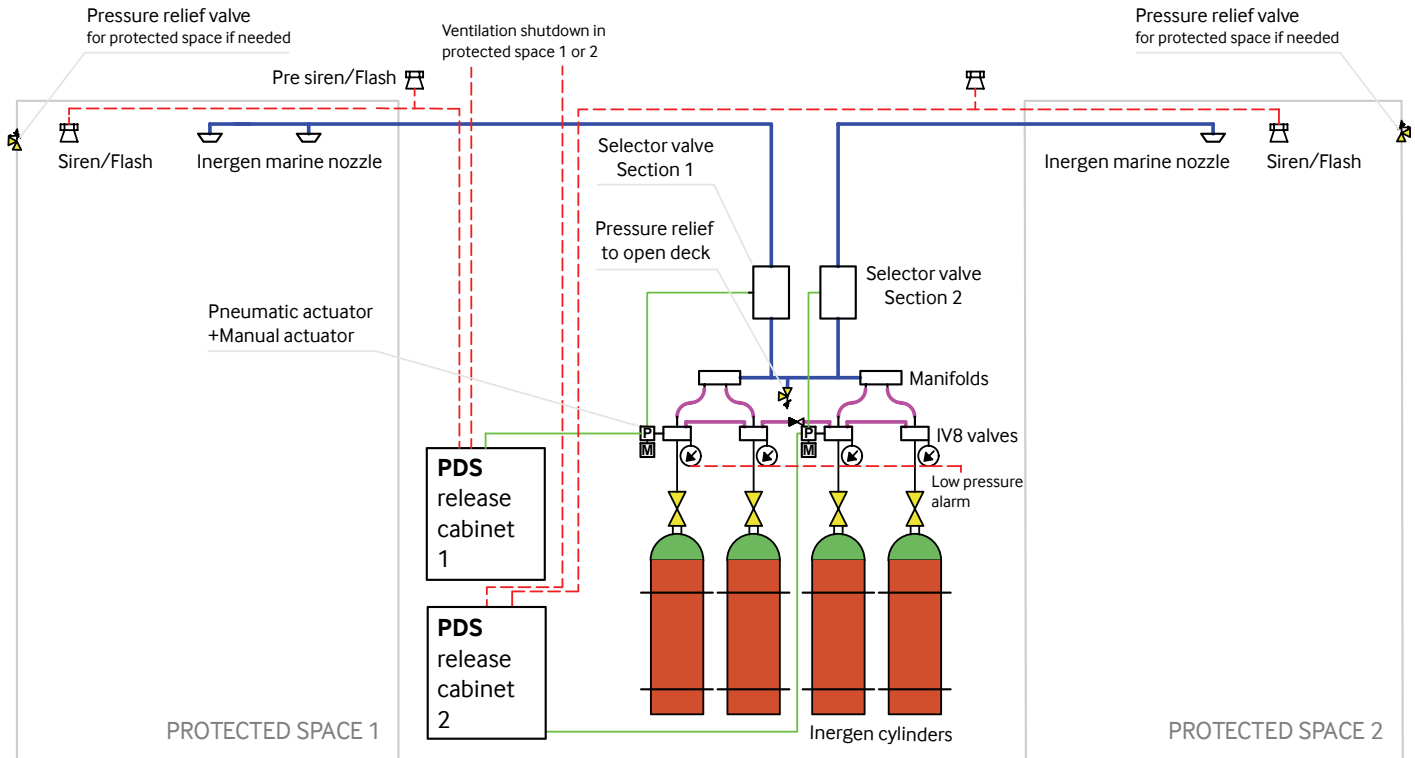 Pressure relief valve
for protected space if needed
Ventilation shutdown in
protected space 1 or 2
Pressure relief valve
for protected space if needed
Pre siren/Flash
Siren/Flash
Inergen marine nozzle
Selector valve
Section 1
Inergen marine nozzle
Siren/Flash
Pressure relief
to open deck
Selector valve
Section 2
Pneumatic actuator
+Manual actuator
Manifolds
P
M
P
M
IV8 valves
Low pressure
alarm
PDS
release
cabinet
1
PDS
release
cabinet
2
PROTECTED SPACE 1
Inergen cylinders
PROTECTED SPACE 2